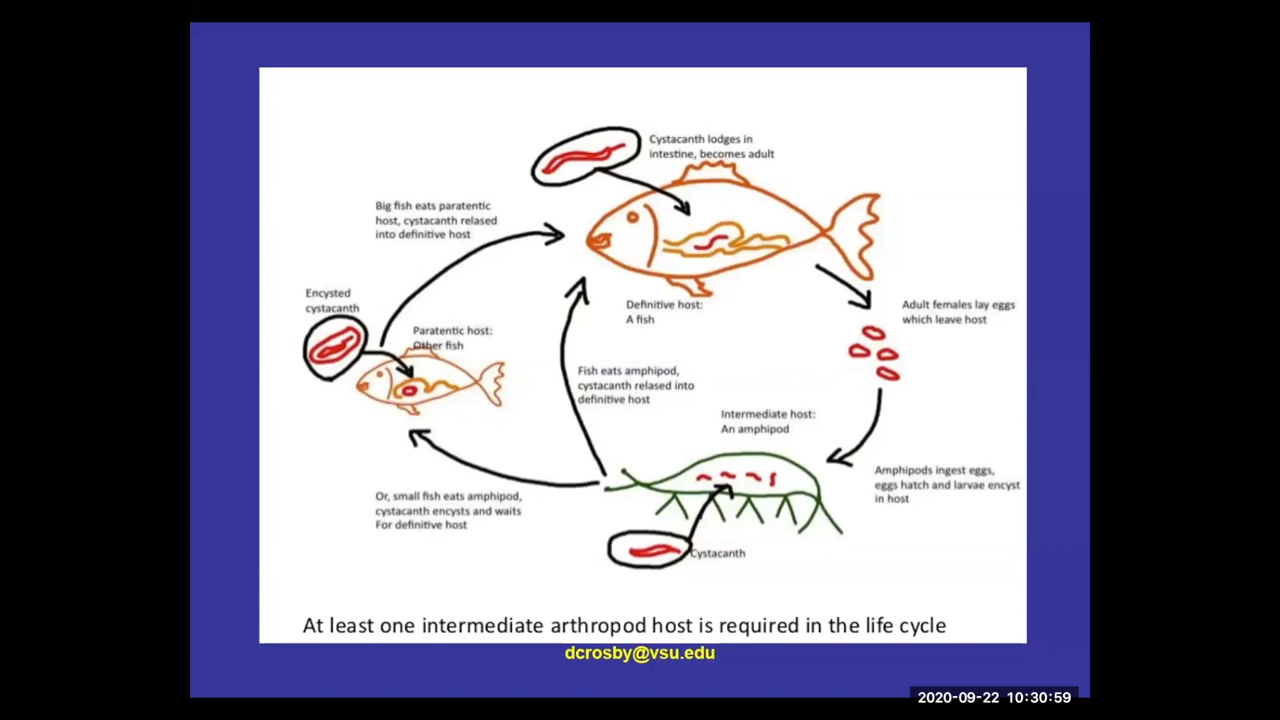 Cystacanth lodges in
intestine, becomes adult
Big fish eats paratentic
host, cystacanth relased
into definitive host
Encysted
cystacanth
Paratentic host:
Other fish
Definitive host:
A fish
Adult females lay eggs
which leave host
Fish eats amphipod,
cystacanth relased into
definitive host
Intermediate host:
An amphipod
Amphipods ingest eggs,
eggs hatch and larvae encyst
in host
Or, small fish eats amphipod,
cystacanth encysts and waits
For definitive host
Cystacanth
At least one intermediate arthropod host is required in the life cycle
dcrosby@vsu.edu
2020-09-22 10:30:59